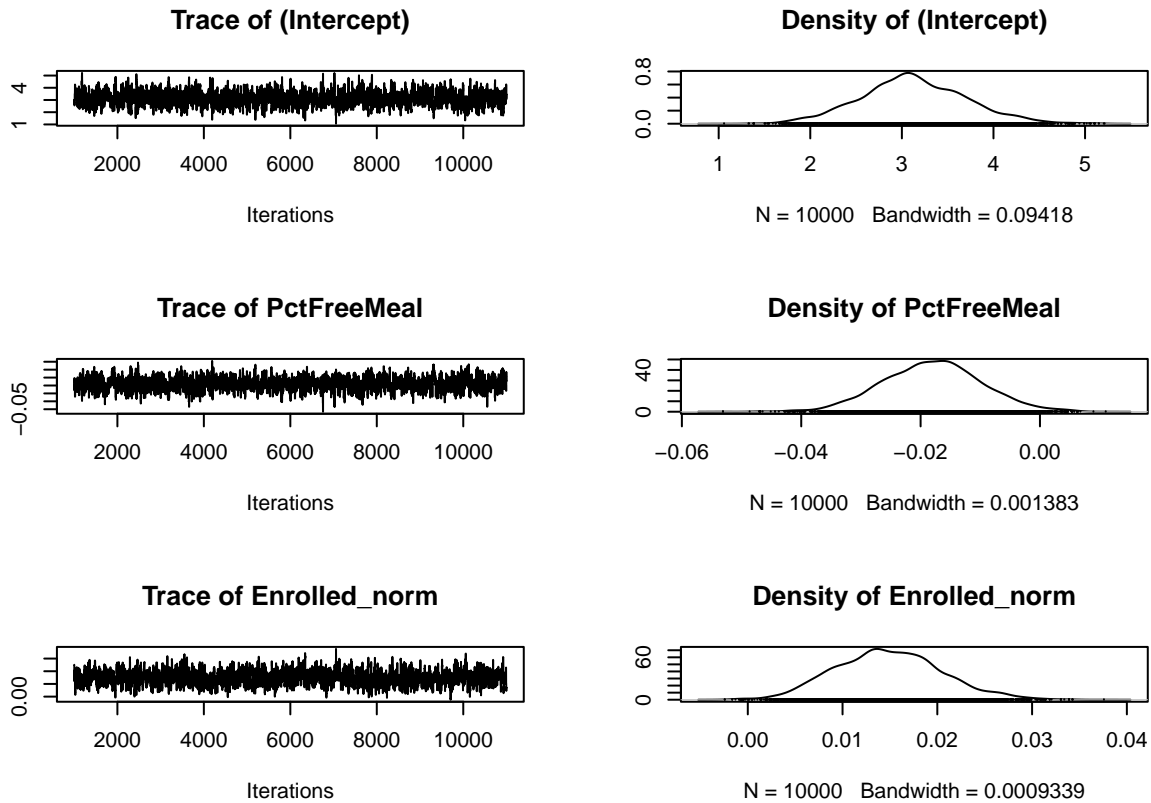 Trace of (Intercept)
1 4
2000 4000 6000 8000 10000
Iterations
Density of (Intercept)
0.0 0.8
1 2 3 4 5
N = 10000 Bandwidth = 0.09418
Trace of PctFreeMeal
−0.05
2000 4000 6000 8000 10000
Iterations
Density of PctFreeMeal
0 40
−0.06 −0.04 −0.02 0.00
N = 10000 Bandwidth = 0.001383
Trace of Enrolled_norm
0.00
2000 4000 6000 8000 10000
Iterations
Density of Enrolled_norm
0 60
0.00 0.01 0.02 0.03 0.04
N = 10000 Bandwidth = 0.0009339